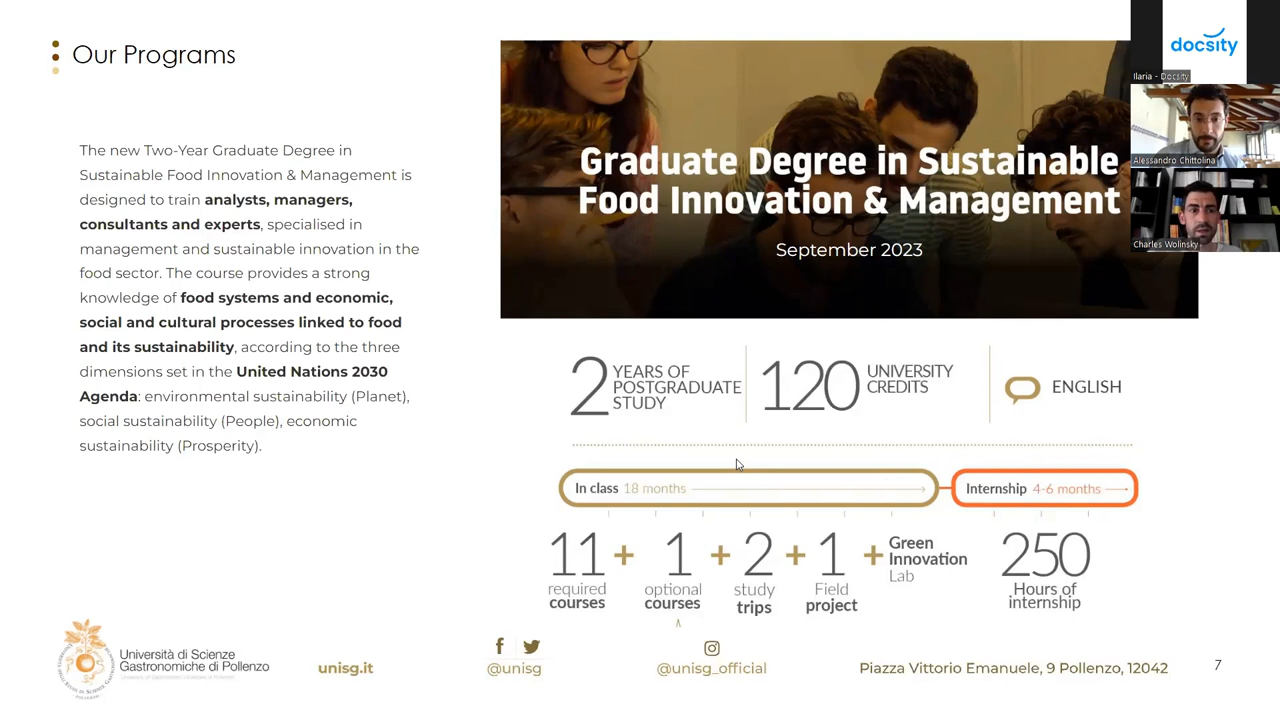 Our Programs
The new Two-Year Graduate Degree in
Sustainable Food Innovation & Management is
designed to train analysts, managers,
consultants and experts, specialised in
management and sustainable innovation in the
food sector. The course provides a strong
knowledge of food systems and economic,
social and cultural processes linked to food
and its sustainability, according to the three
dimensions set in the United Nations 2030
Agenda: environmental sustainability (Planet),
social sustainability (People), economic
sustainability (Prosperity).
Graduate Degree in Sustainable
Food Innovation & Management
September 2023
docsity
Ilaria - Docsity
Alessandro Chittolina
Charles Wolinsky
2 YEARS OF
POSTGRADUATE
STUDY
120 UNIVERSITY
CREDITS
ENGLISH
In class 18 months
Internship 4-6 months
11 + 1 + 2 + 1 +
required
courses
optional
courses
study
trips
Field
project
Green
Innovation
Lab
250
Hours of
internship
Università di Scienze
Gastronomiche di Pollenzo
unisg.it
@unisg
@unisg_official
Piazza Vittorio Emanuele, 9 Pollenzo, 12042
7